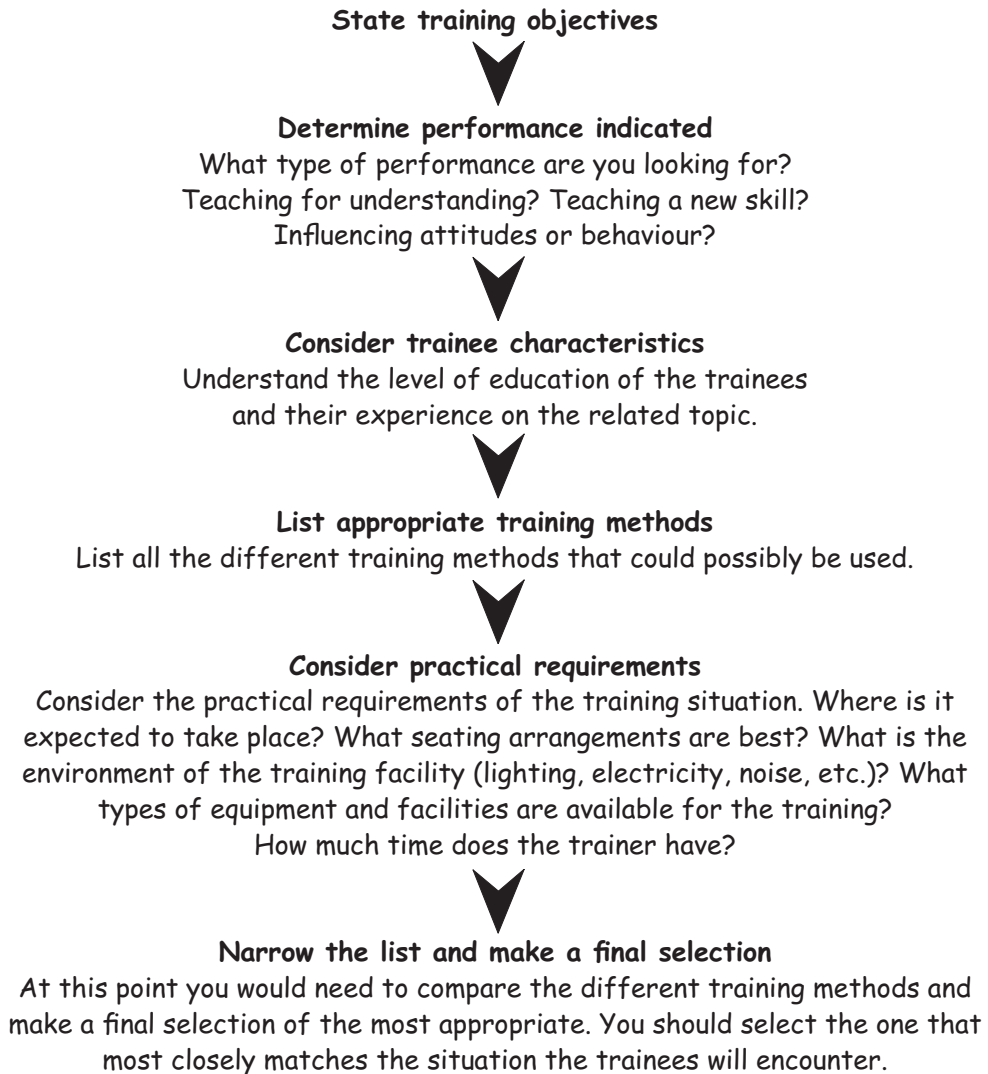 State training objectives
Determine performance indicated
What type of performance are you looking for?
Teaching for understanding? Teaching a new skill?
Influencing attitudes or behaviour?
Consider trainee characteristics
Understand the level of education of the trainees
and their experience on the related topic.
List appropriate training methods
List all the different training methods that could possibly be used.
Consider practical requirements
Consider the practical requirements of the training situation. Where is it
expected to take place? What seating arrangements are best? What is the
environment of the training facility (lighting, electricity, noise, etc.)? What
types of equipment and facilities are available for the training?
How much time does the trainer have?
Narrow the list and make a final selection
At this point you would need to compare the different training methods and
make a final selection of the most appropriate. You should select the one that
most closely matches the situation the trainees will encounter.